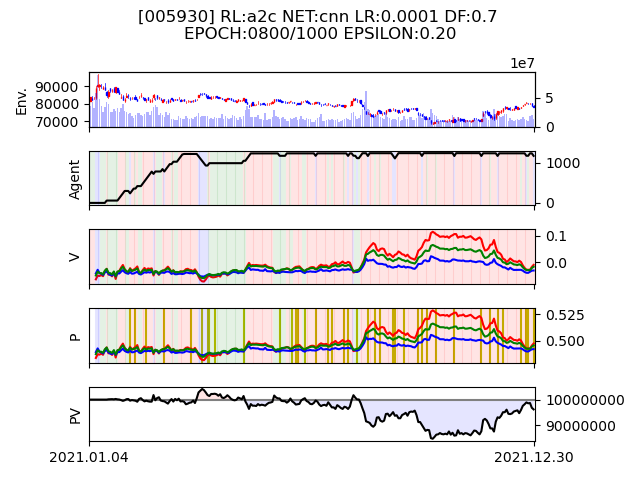 [005930] RL:a2c NET:cnn LR:0.0001 DF:0.7
EPOCH:0800/1000 EPSILON:0.20
1e7
Env.
90000
80000
70000
5
0
Agent
1000
0
V
0.1
0.0
P
0.525
0.500
PV
100000000
90000000
2021.01.04
2021.12.30